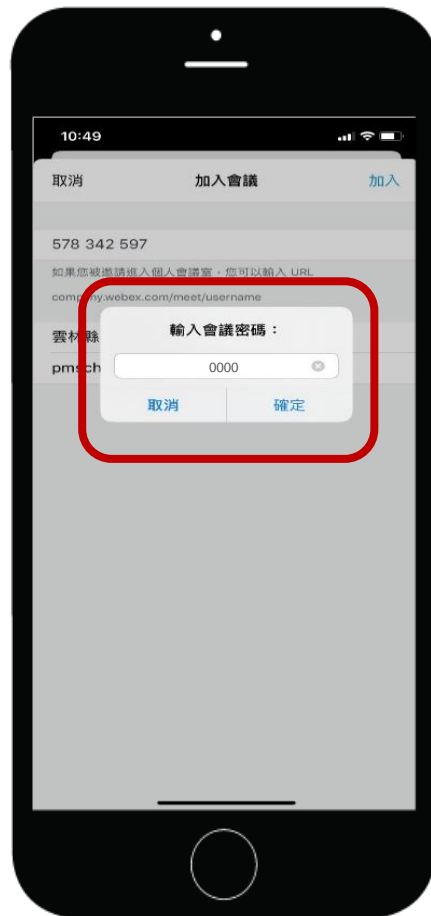 10:49
取消 加入會議 加入
578 342 597
如果您被邀請進入個人會議室，您可以輸入 URL
company.webex.com/meet/username
輸入會議密碼：
雲林縣
0000
pmsch
取消 確定